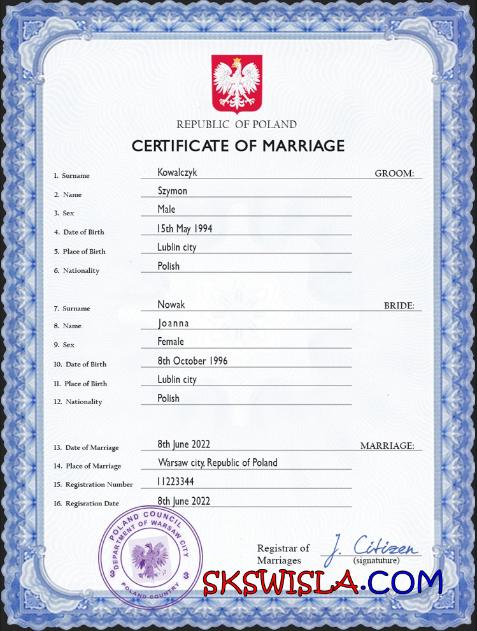 REPUBLIC OF POLAND
CERTIFICATE OF MARRIAGE
1. Surname Kowalczyk GROOM:
2. Name Szymon
3. Sex Male
4. Date of Birth 15th May 1994
5. Place of Birth Lublin city
6. Nationality Polish
7. Surname Nowak BRIDE:
8. Name Joanna
9. Sex Female
10. Date of Birth 8th October 1996
11. Place of Birth Lublin city
12. Nationality Polish
13. Date of Marriage 8th June 2022 MARRIAGE:
14. Place of Marriage Warsaw city, Republic of Poland
15. Registration Number 11223344
16. Regisration Date 8th June 2022
POLAND COUNCIL
DEPARTMENT OF WARSAW CITY
POLAND COUNTRY
3 3
Registrar of
Marriages
J. Citizen
(signatuture)
SKSWISLA.COM